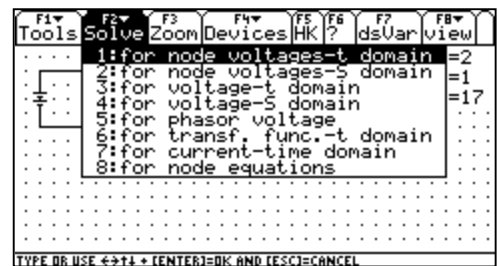 F1▾ F2▾ F3 F4▾ F5 F6 F7 F8▾
Tools Solve Zoom Devices HK ? dsVar view
1:for node voltages-t domain =2
2:for node voltages-S domain =1
3:for voltage-t domain =17
4:for voltage-S domain
5:for phasor voltage
6:for transf. func.-t domain
7:for current-time domain
8:for node equations
TYPE OR USE ←→↑↓ + [ENTER]=OK AND [ESC]=CANCEL